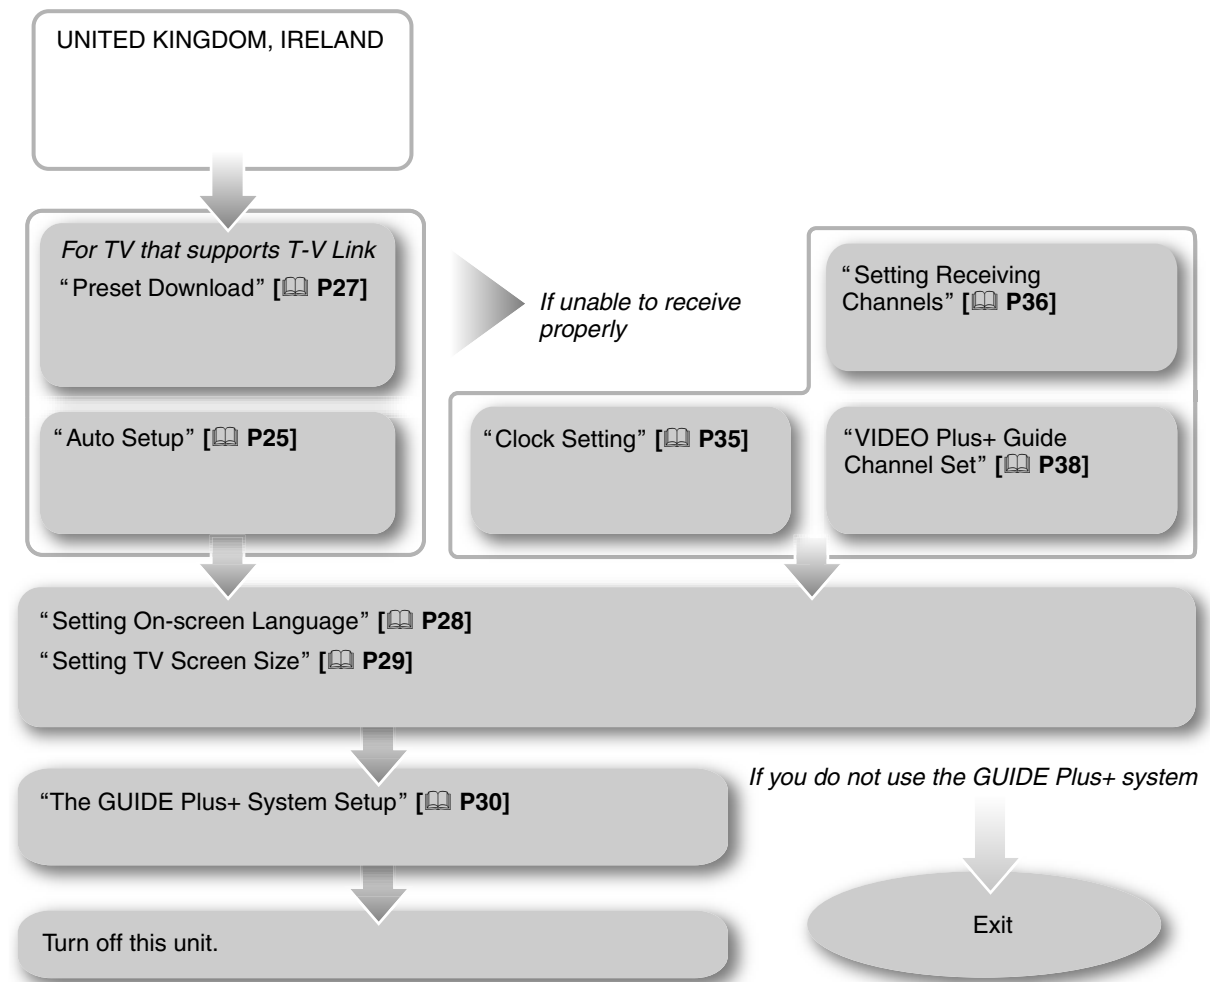 UNITED KINGDOM, IRELAND
For TV that supports T-V Link
“Preset Download” [ P27]
“Auto Setup” [ P25]
If unable to receive
properly
“Setting Receiving
Channels” [ P36]
“Clock Setting” [ P35]
“VIDEO Plus+ Guide
Channel Set” [ P38]
“Setting On-screen Language” [ P28]
“Setting TV Screen Size” [ P29]
“The GUIDE Plus+ System Setup” [ P30]
If you do not use the GUIDE Plus+ system
Turn off this unit.
Exit